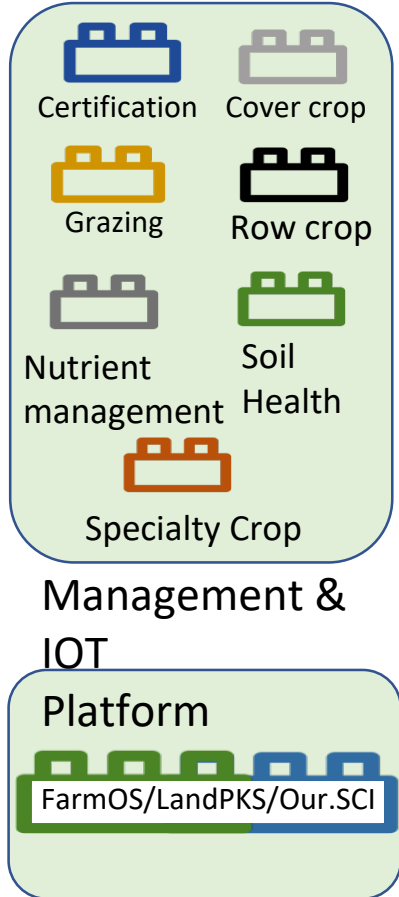 Certification Cover crop
Grazing Row crop
Nutrient
management
Soil
Health
Specialty Crop
Management &
IOT
Platform
FarmOS/LandPKS/Our.SCI